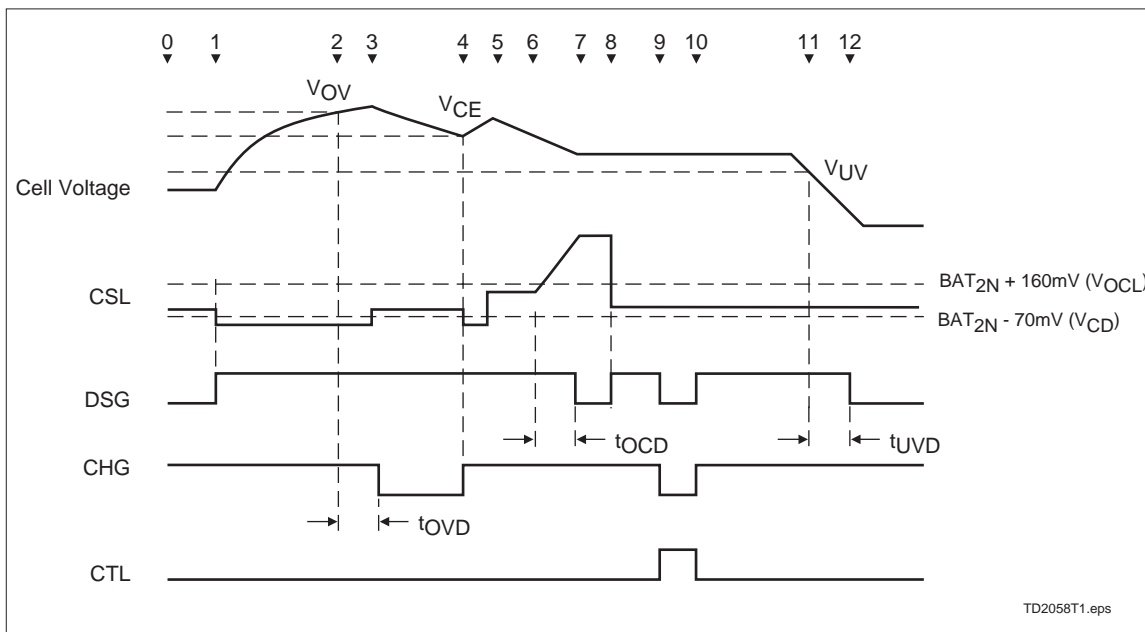 0 1 2 3 4 5 6 7 8 9 10 11 12
VOV
VCE
VUV
Cell Voltage
BAT2N + 160mV (VOCL)
CSL
BAT2N - 70mV (VCD)
DSG
tOCD
tUVD
CHG
tOVD
CTL
TD2058T1.eps